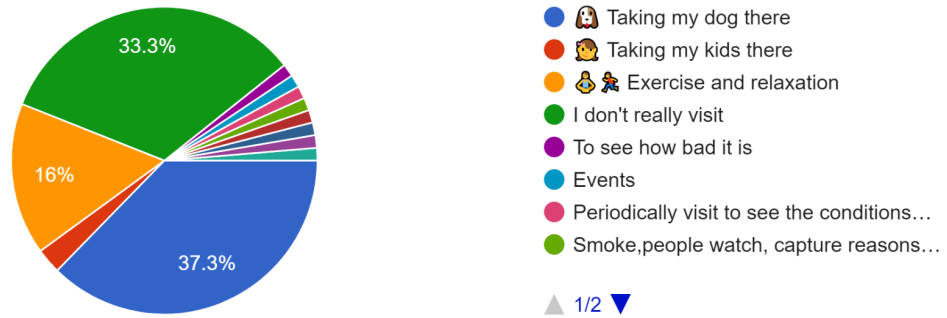 33.3%
16%
37.3%
Taking my dog there
Taking my kids there
Exercise and relaxation
I don't really visit
To see how bad it is
Events
Periodically visit to see the conditions…
Smoke,people watch, capture reasons…
1/2